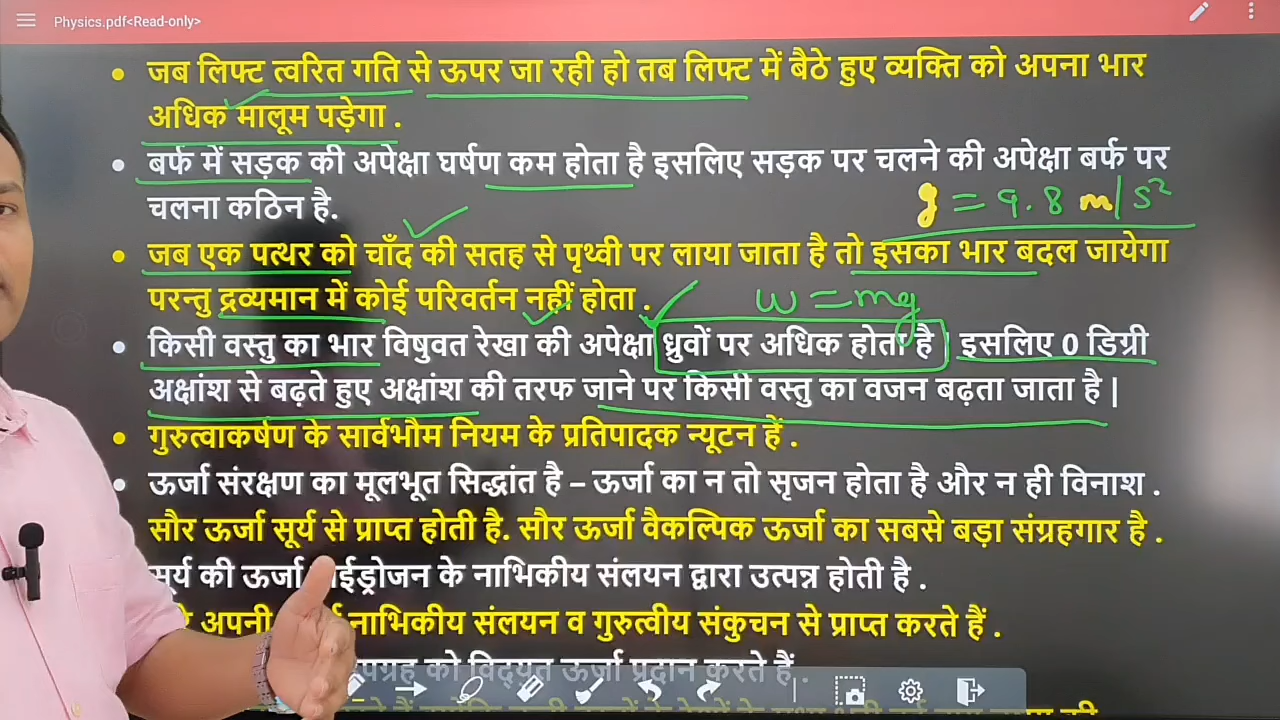 Physics.pdf<Read-only>
जब लिफ्ट त्वरित गति से ऊपर जा रही हो तब लिफ्ट में बैठे हुए व्यक्ति को अपना भार
अधिक मालूम पड़ेगा .
बर्फ में सड़क की अपेक्षा घर्षण कम होता है इसलिए सड़क पर चलने की अपेक्षा बर्फ पर
चलना कठिन है.
g = 9.8 m/s²
जब एक पत्थर को चाँद की सतह से पृथ्वी पर लाया जाता है तो इसका भार बदल जायेगा
परन्तु द्रव्यमान में कोई परिवर्तन नहीं होता .
w = mg
किसी वस्तु का भार विषुवत रेखा की अपेक्षा ध्रुवों पर अधिक होता है | इसलिए 0 डिग्री
अक्षांश से बढ़ते हुए अक्षांश की तरफ जाने पर किसी वस्तु का वजन बढ़ता जाता है |
गुरुत्वाकर्षण के सार्वभौम नियम के प्रतिपादक न्यूटन हें .
ऊर्जा संरक्षण का मूलभूत सिद्धांत है – ऊर्जा का न तो सृजन होता है और न ही विनाश .
सौर ऊर्जा सूर्य से प्राप्त होती है. सौर ऊर्जा वैकल्पिक ऊर्जा का सबसे बड़ा संग्रहगार है .
सूर्य की ऊर्जा के नाभिकीय संलयन द्वारा उत्पन्न होती है .
अपनी नाभिकीय संलयन व गुरुत्वीय संकुचन से प्राप्त करते हैं .
को विद्युत ऊर्जा प्रदान करते हैं .